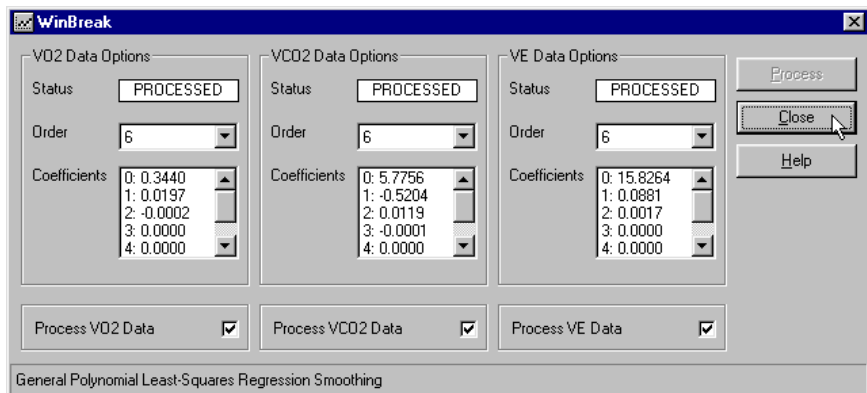 WinBreak
VO2 Data Options
Status PROCESSED
Order 6
Coefficients 0: 0.3440
1: 0.0197
2: -0.0002
3: 0.0000
4: 0.0000
Process VO2 Data
VCO2 Data Options
Status PROCESSED
Order 6
Coefficients 0: 5.7756
1: -0.5204
2: 0.0119
3: -0.0001
4: 0.0000
Process VCO2 Data
VE Data Options
Status PROCESSED
Order 6
Coefficients 0: 15.8264
1: 0.0881
2: 0.0017
3: 0.0000
4: 0.0000
Process VE Data
Process
Close
Help
General Polynomial Least-Squares Regression Smoothing